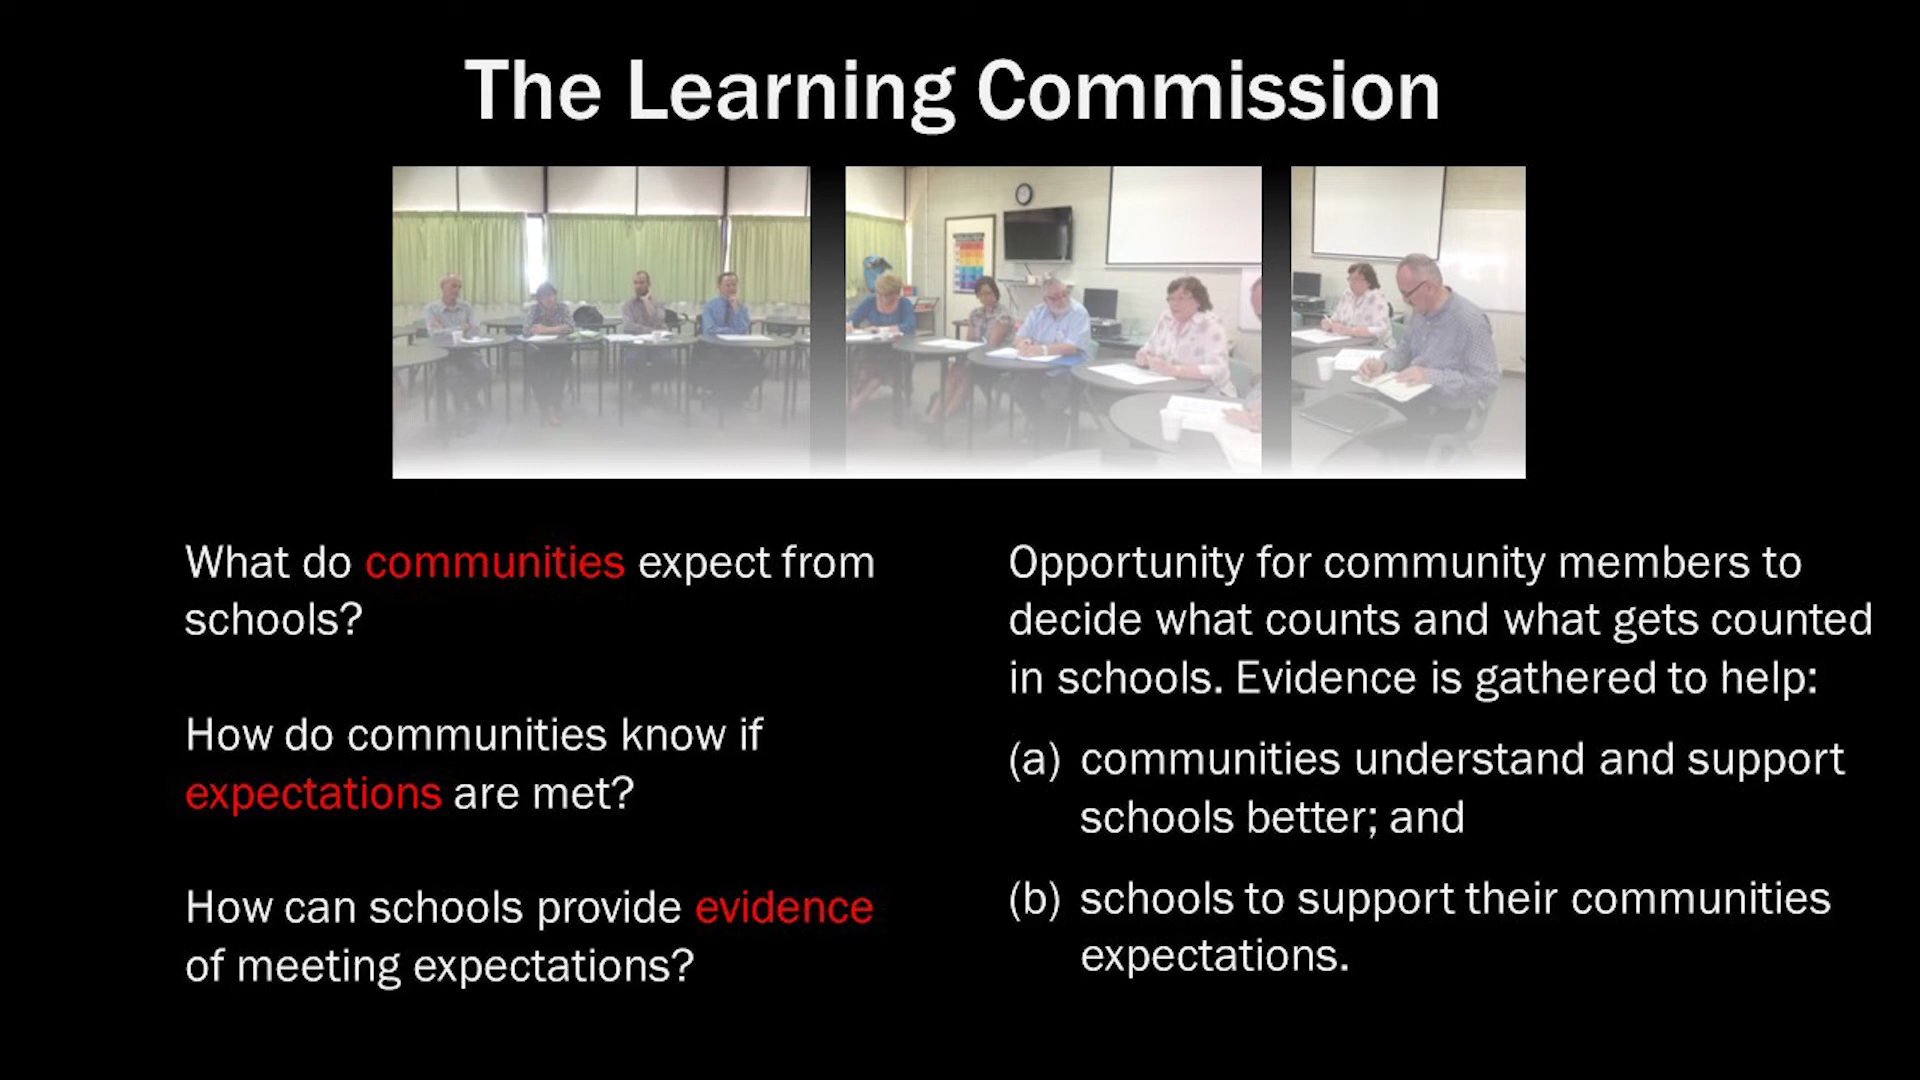 The Learning Commission
What do communities expect from
schools?
How do communities know if
expectations are met?
How can schools provide evidence
of meeting expectations?
Opportunity for community members to
decide what counts and what gets counted
in schools. Evidence is gathered to help:
(a) communities understand and support
schools better; and
(b) schools to support their communities
expectations.